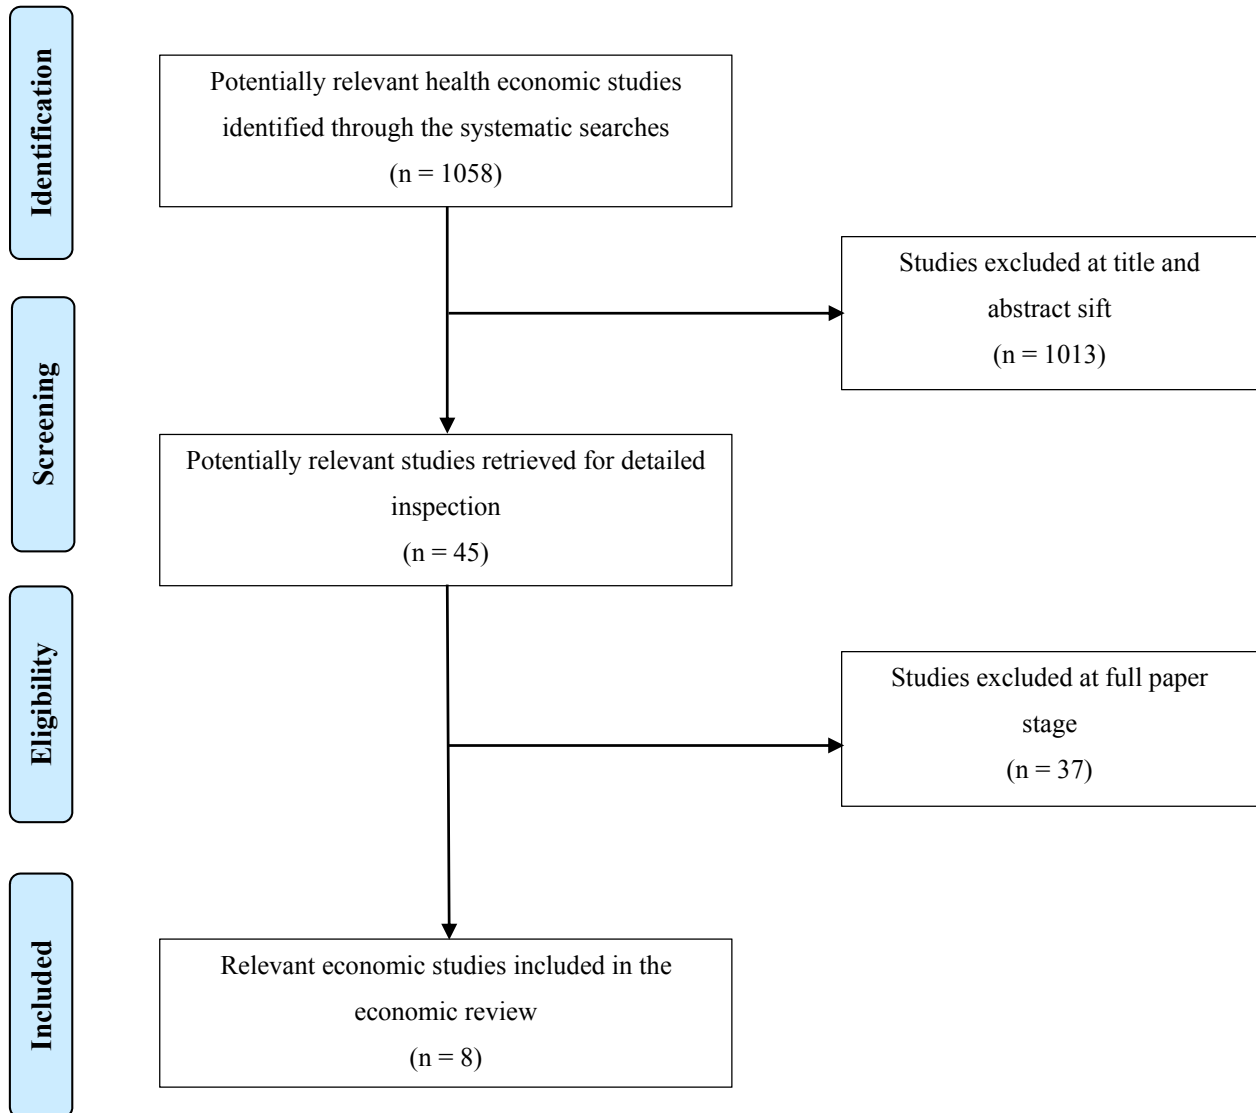 Identification
Potentially relevant health economic studies
identified through the systematic searches
(n = 1058)
Studies excluded at title and
abstract sift
(n = 1013)
Screening
Potentially relevant studies retrieved for detailed
inspection
(n = 45)
Eligibility
Studies excluded at full paper
stage
(n = 37)
Included
Relevant economic studies included in the
economic review
(n = 8)